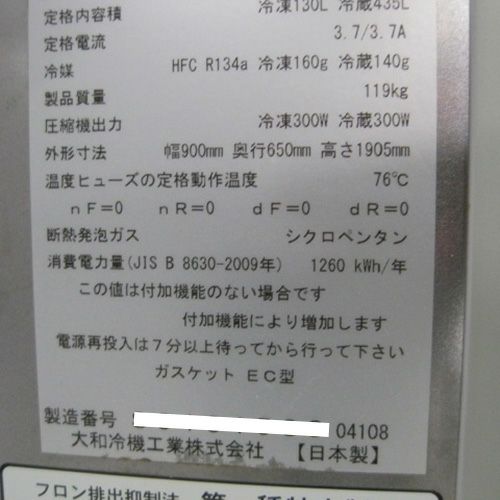 定格内容積 冷凍130L 冷蔵435L
定格電流 3.7/3.7A
冷媒 HFC R134a 冷凍160g 冷蔵140g
製品質量 119kg
圧縮機出力 冷凍300W 冷蔵300W
外形寸法 幅900mm 奥行650mm 高さ1905mm
温度ヒューズの定格動作温度 76℃
nF=0 nR=0 dF=0 dR=0
断熱発泡ガス シクロペンタン
消費電力量(JIS B 8630-2009年) 1260 kWh/年
この値は付加機能のない場合です
付加機能により増加します
電源再投入は7分以上待ってから行って下さい
ガスケット EC型
製造番号 04108
大和冷機工業株式会社 【日本製】
フロン排出抑制法 第一種特